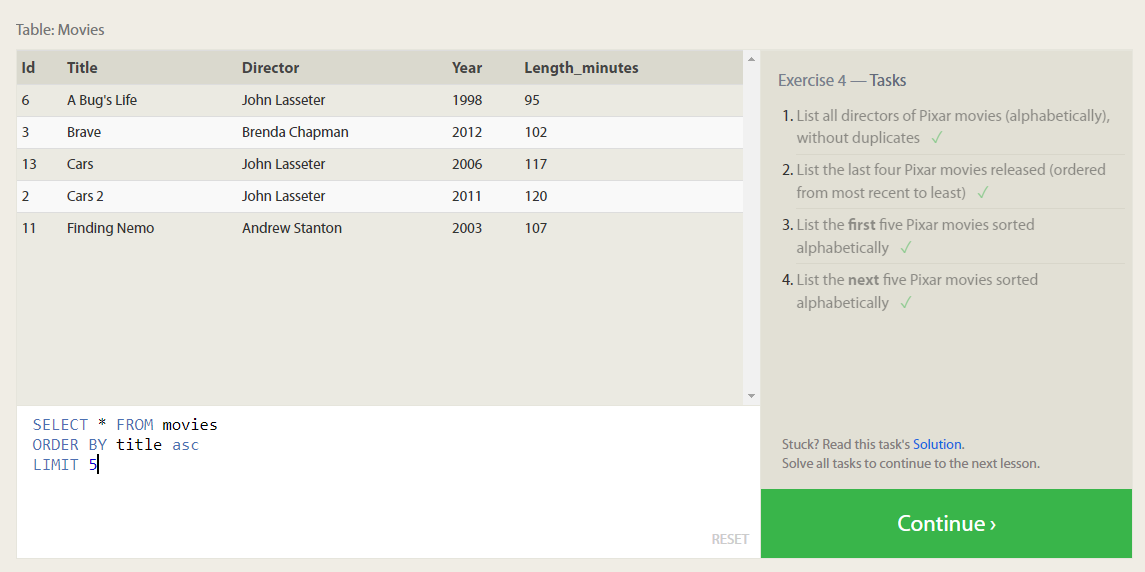 Table: Movies
Id Title Director Year Length_minutes
6 A Bug's Life John Lasseter 1998 95
3 Brave Brenda Chapman 2012 102
13 Cars John Lasseter 2006 117
2 Cars 2 John Lasseter 2011 120
11 Finding Nemo Andrew Stanton 2003 107
SELECT * FROM movies
ORDER BY title asc
LIMIT 5
RESET
Exercise 4 — Tasks
1. List all directors of Pixar movies (alphabetically),
without duplicates ✓
2. List the last four Pixar movies released (ordered
from most recent to least) ✓
3. List the first five Pixar movies sorted
alphabetically ✓
4. List the next five Pixar movies sorted
alphabetically ✓
Stuck? Read this task's Solution.
Solve all tasks to continue to the next lesson.
Continue ›